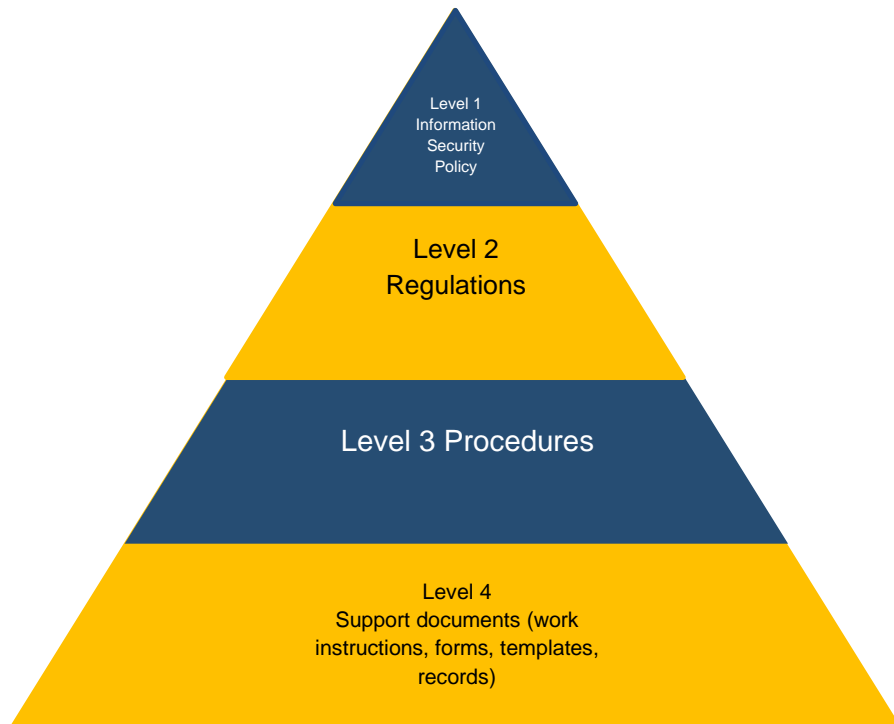 Level 1
Information
Security
Policy
Level 2
Regulations
Level 3 Procedures
Level 4
Support documents (work
instructions, forms, templates,
records)